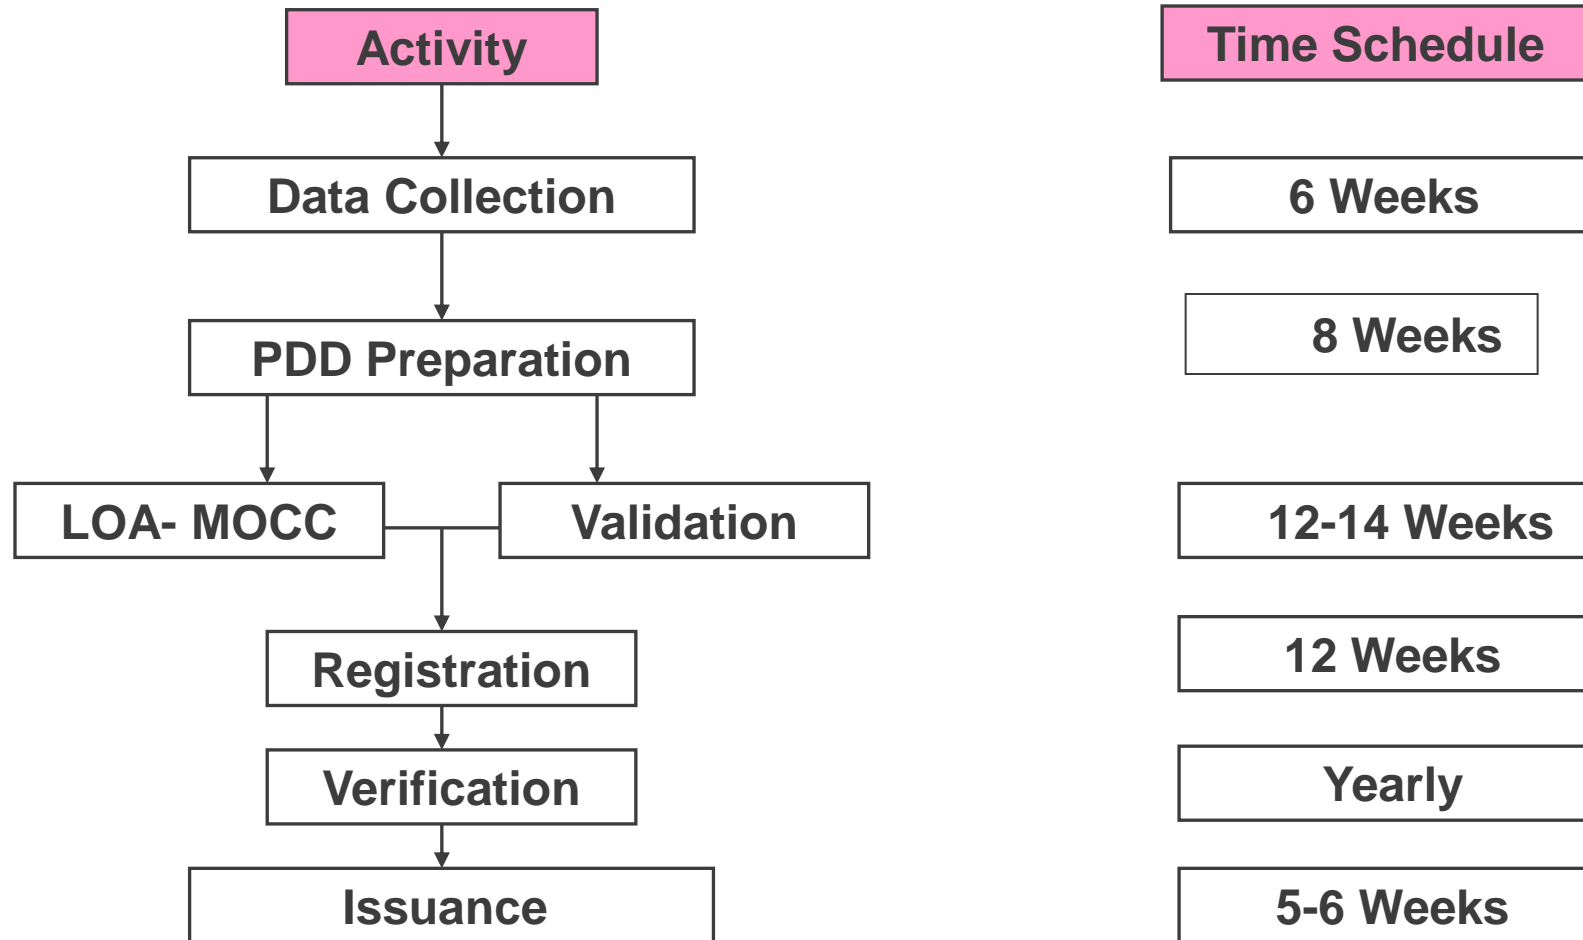 Activity
Time Schedule
Data Collection
6 Weeks
PDD Preparation
8 Weeks
LOA- MOCC
Validation
12-14 Weeks
Registration
12 Weeks
Verification
Yearly
Issuance
5-6 Weeks